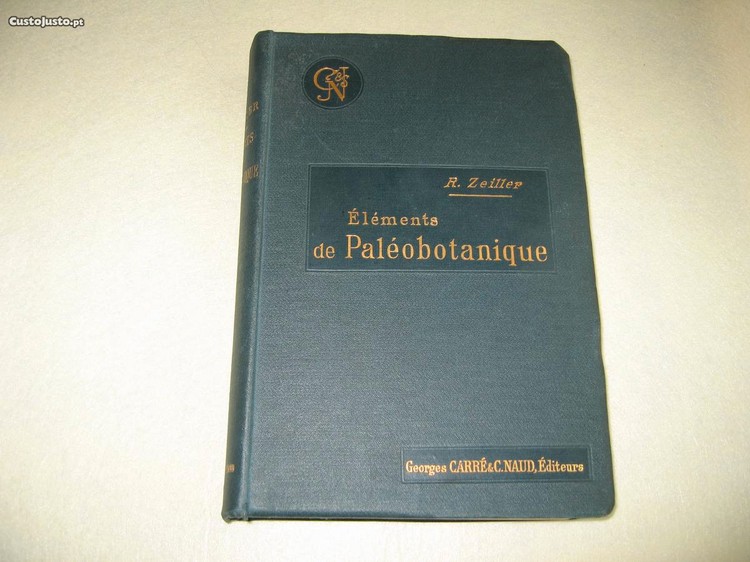 CustoJusto.pt
R. Zeiller
Éléments
de Paléobotanique
Georges CARRÉ & C. NAUD, Éditeurs